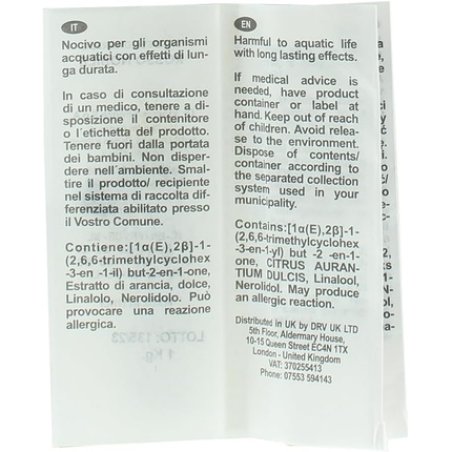 IT
Nocivo per gli organismi
acquatici con effetti di lun-
ga durata.
In caso di consultazione
di un medico, tenere a di-
sposizione il contenitore
o l´etichetta del prodotto.
Tenere fuori dalla portata
dei bambini. Non disper-
dere nell´ambiente. Smal-
tire il prodotto/ recipiente
nel sistema di raccolta dif-
ferenziata abilitato presso
il Vostro Comune.
Contiene:[1α(E),2β]-1-
(2,6,6-trimethylcyclohex
-3-en -1-il) but-2-en-1-one,
Estratto di arancia, dolce,
Linalolo, Nerolidolo. Può
provocare una reazione
allergica.
LOTTO: 135/23
1 Kg
EN
Harmful to aquatic life
with long lasting effects.
If medical advice is
needed, have product
container or label at
hand. Keep out of reach
of children. Avoid relea-
se to the environment.
Dispose of contents/
container according to
the separated collection
system used in your
municipality.
Contains:[1α(E),2β]-1-
(2,6,6-trimethylcyclohex
-3-en-1-yl) but -2 -en-1-
one, CITRUS AURAN-
TIUM DULCIS, Linalool,
Nerolidol. May produce
an allergic reaction.
Distributed in UK by DRV UK LTD
5th Floor, Aldermary House,
10-15 Queen Street EC4N 1TX
London - United Kingdom
VAT: 370255413
Phone: 07553 594143